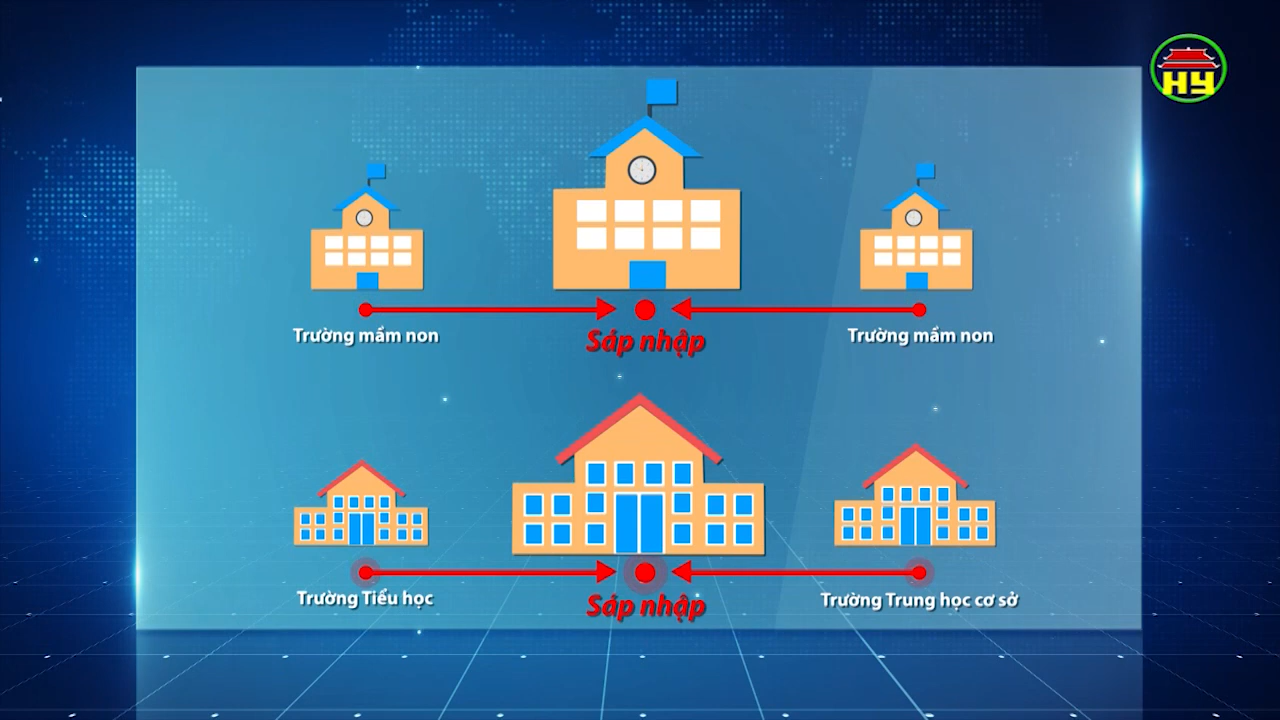 HY
Trường mầm non
Sáp nhập
Trường mầm non
Trường Tiểu học
Sáp nhập
Trường Trung học cơ sở